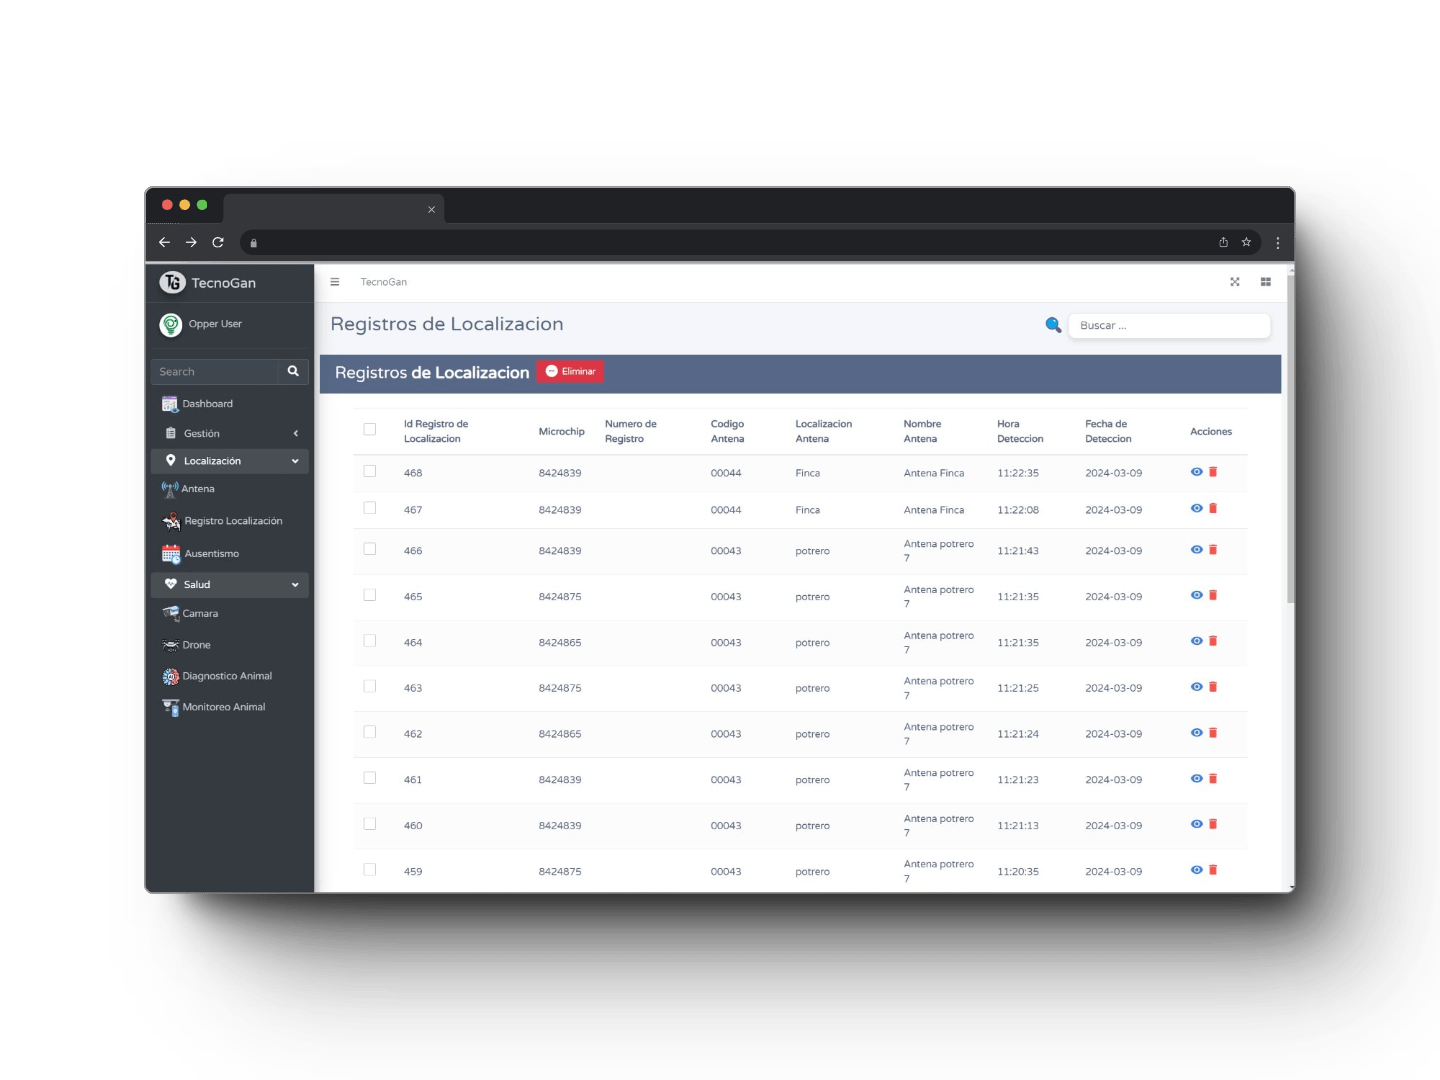 TecnoGan
TecnoGan
Opper User
Registros de Localizacion
Buscar ...
Search
Dashboard
Gestión
Localización
Antena
Registro Localización
Ausentismo
Salud
Camara
Drone
Diagnostico Animal
Monitoreo Animal
Registros de Localizacion Eliminar
Id Registro de Localizacion Microchip Numero de Registro Codigo Antena Localizacion Antena Nombre Antena Hora Deteccion Fecha de Deteccion Acciones
468 8424839 00044 Finca Antena Finca 11:22:35 2024-03-09
467 8424839 00044 Finca Antena Finca 11:22:08 2024-03-09
466 8424839 00043 potrero Antena potrero 7 11:21:43 2024-03-09
465 8424875 00043 potrero Antena potrero 7 11:21:35 2024-03-09
464 8424865 00043 potrero Antena potrero 7 11:21:35 2024-03-09
463 8424875 00043 potrero Antena potrero 7 11:21:25 2024-03-09
462 8424865 00043 potrero Antena potrero 7 11:21:24 2024-03-09
461 8424839 00043 potrero Antena potrero 7 11:21:23 2024-03-09
460 8424839 00043 potrero Antena potrero 7 11:21:13 2024-03-09
459 8424875 00043 potrero Antena potrero 7 11:20:35 2024-03-09